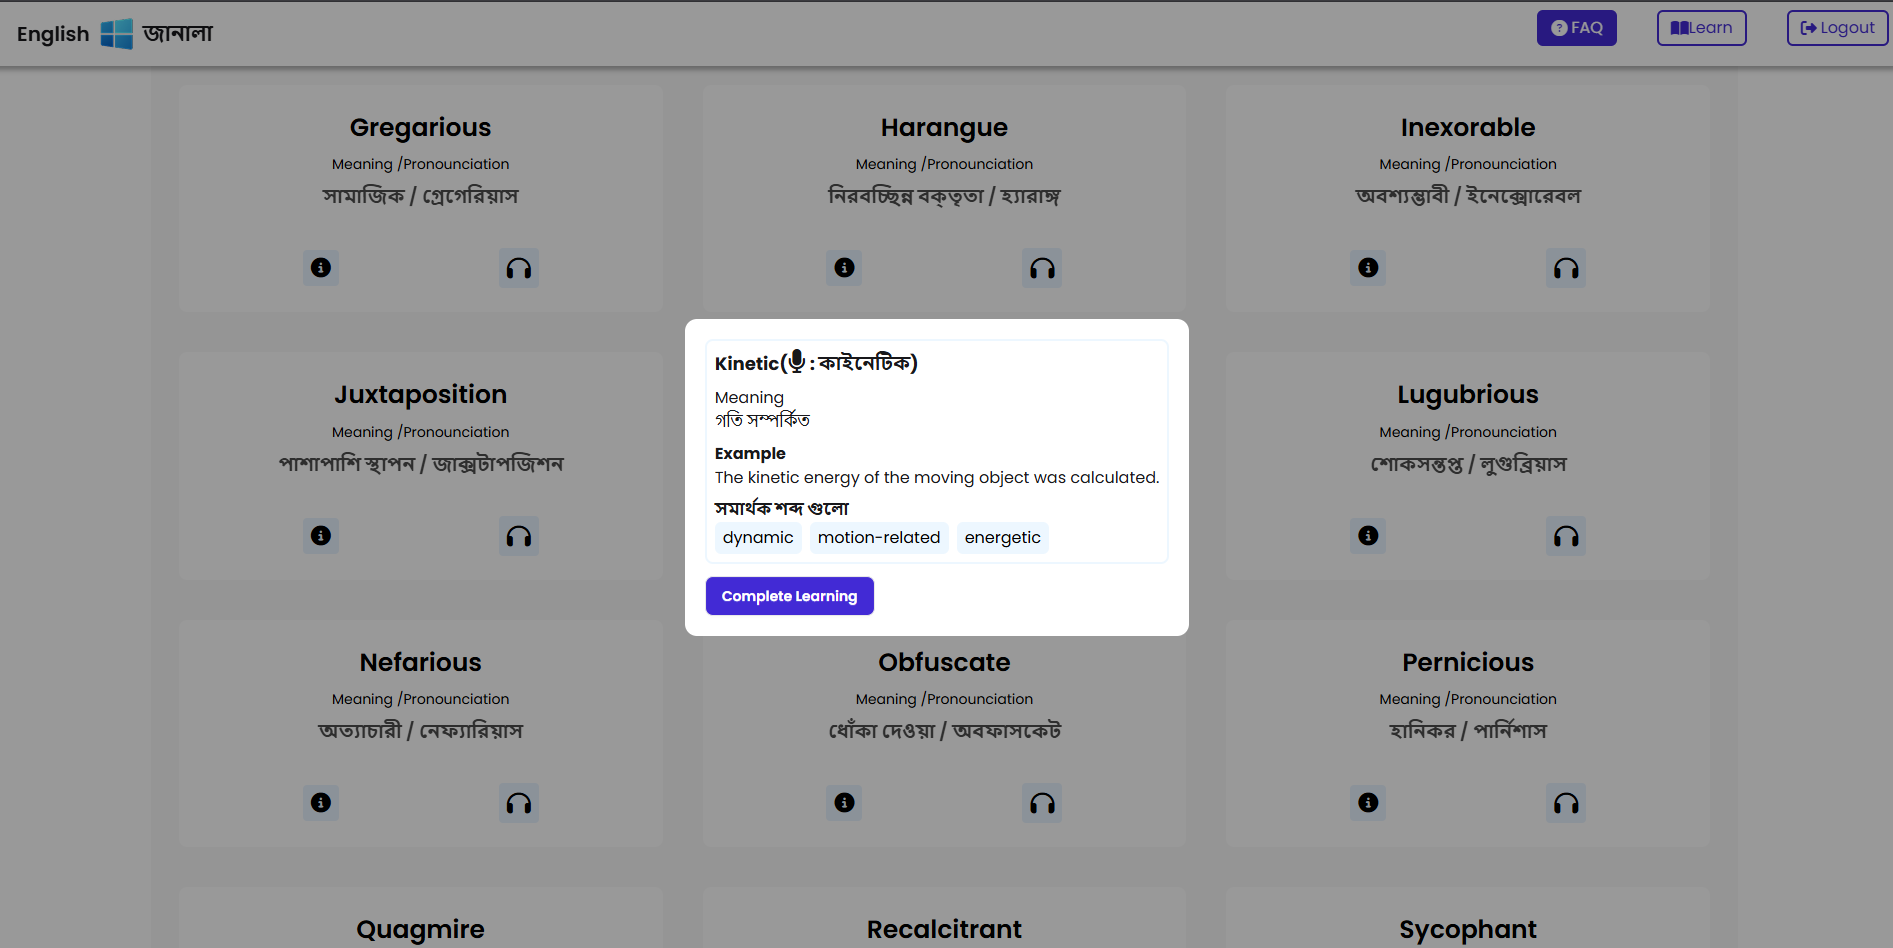 English জানালা
FAQ
Learn
Logout
Gregarious
Meaning /Pronounciation
সামাজিক / গ্রেগেরিয়াস
Harangue
Meaning /Pronounciation
নিরবচ্ছিন্ন বক্তৃতা / হ্যারাঙ্গ
Inexorable
Meaning /Pronounciation
অবশ্যম্ভাবী / ইনেক্সোরেবল
Juxtaposition
Meaning /Pronounciation
পাশাপাশি স্থাপন / জাক্সটাপজিশন
Kinetic( : কাইনেটিক)
Meaning
গতি সম্পর্কিত
Example
The kinetic energy of the moving object was calculated.
সমার্থক শব্দ গুলো
dynamic motion-related energetic
Complete Learning
Lugubrious
Meaning /Pronounciation
শোকসন্তপ্ত / লুগুব্রিয়াস
Nefarious
Meaning /Pronounciation
অত্যাচারী / নেফ্যারিয়াস
Obfuscate
Meaning /Pronounciation
ধোঁকা দেওয়া / অবফাসকেট
Pernicious
Meaning /Pronounciation
হানিকর / পার্নিশাস
Quagmire
Recalcitrant
Sycophant